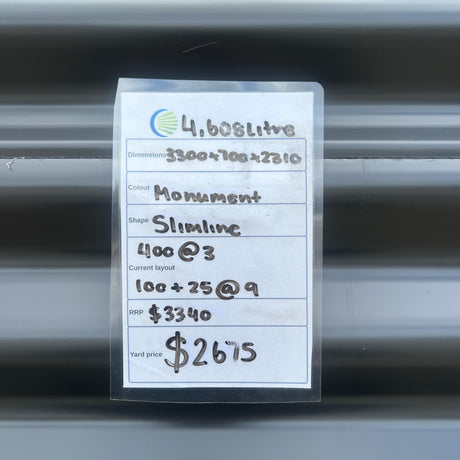 4,608Litre
Dimensions 3300x700x2210
Colour Monument
Shape Slimline
400@3
Current layout
100+25@9
RRP $3340
Yard price $2675